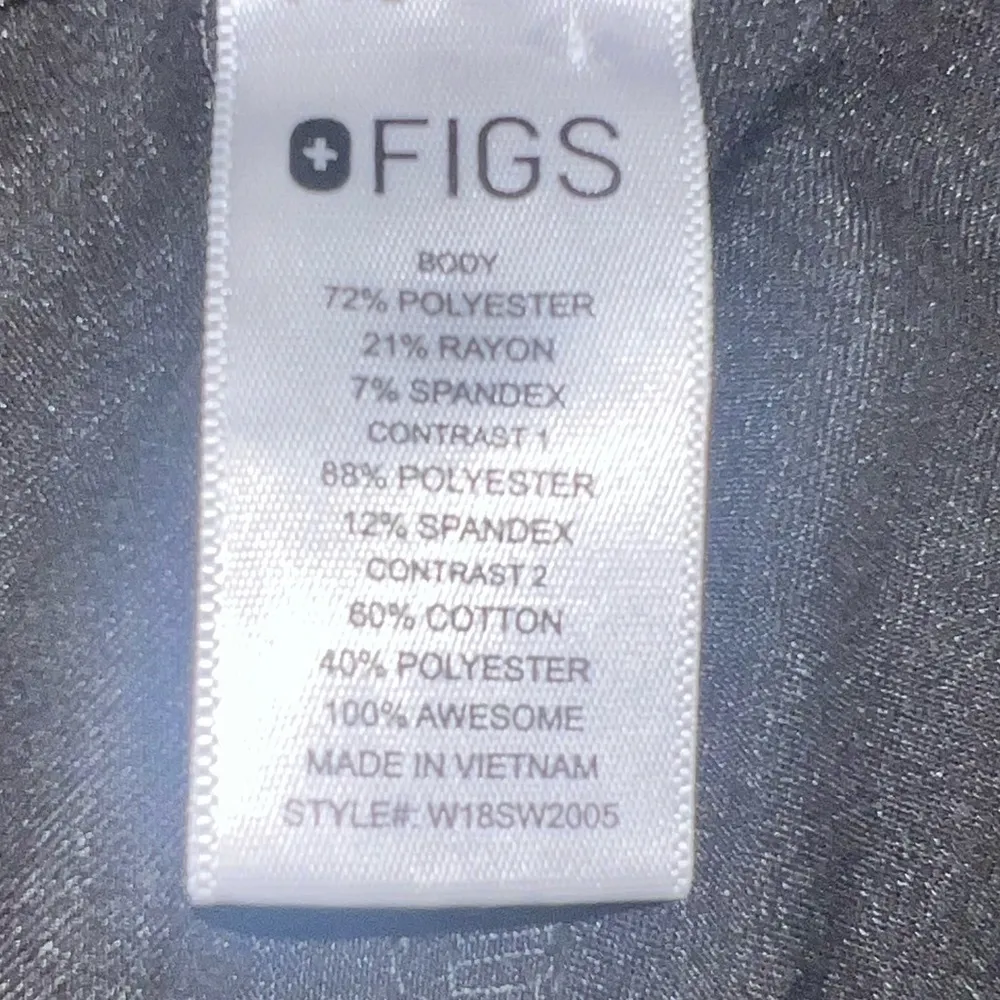 FIGS
BODY
72% POLYESTER
21% RAYON
7% SPANDEX
CONTRAST 1
88% POLYESTER
12% SPANDEX
CONTRAST 2
60% COTTON
40% POLYESTER
100% AWESOME
MADE IN VIETNAM
STYLE#: W18SW2005